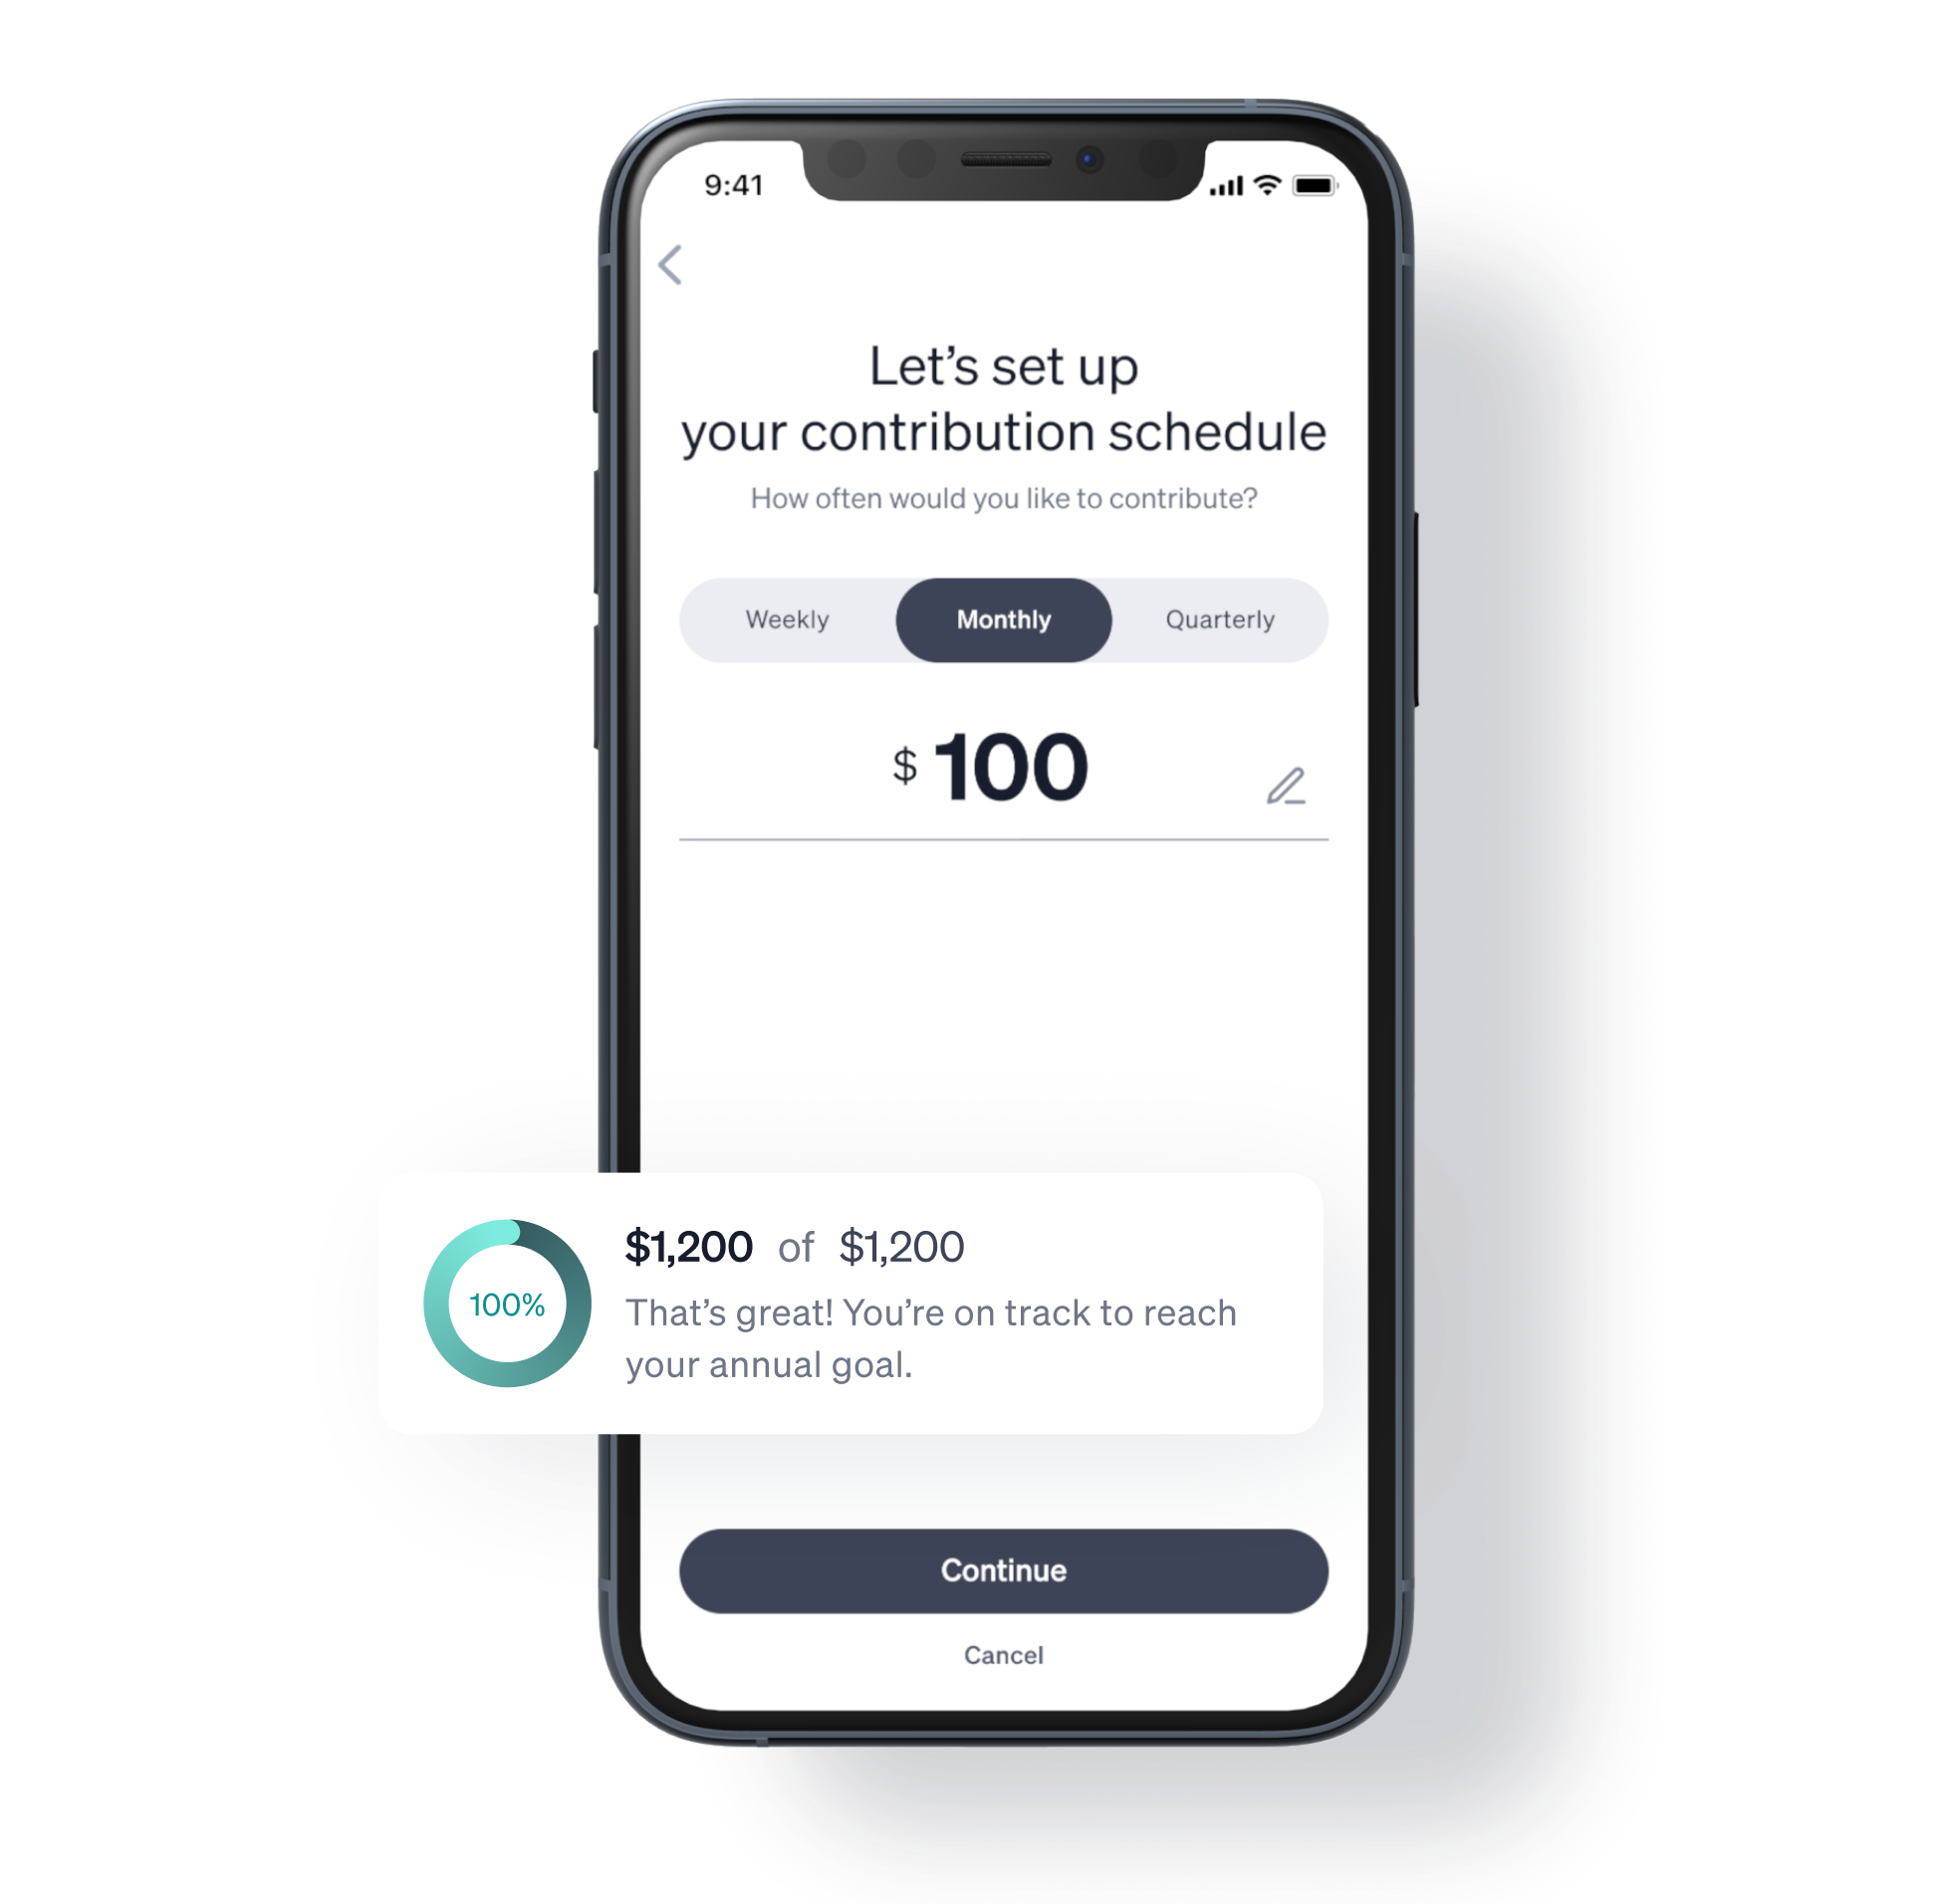 9:41
Let’s set up
your contribution schedule
How often would you like to contribute?
Weekly Monthly Quarterly
$ 100
$1,200 of $1,200
100%
That’s great! You’re on track to reach
your annual goal.
Continue
Cancel